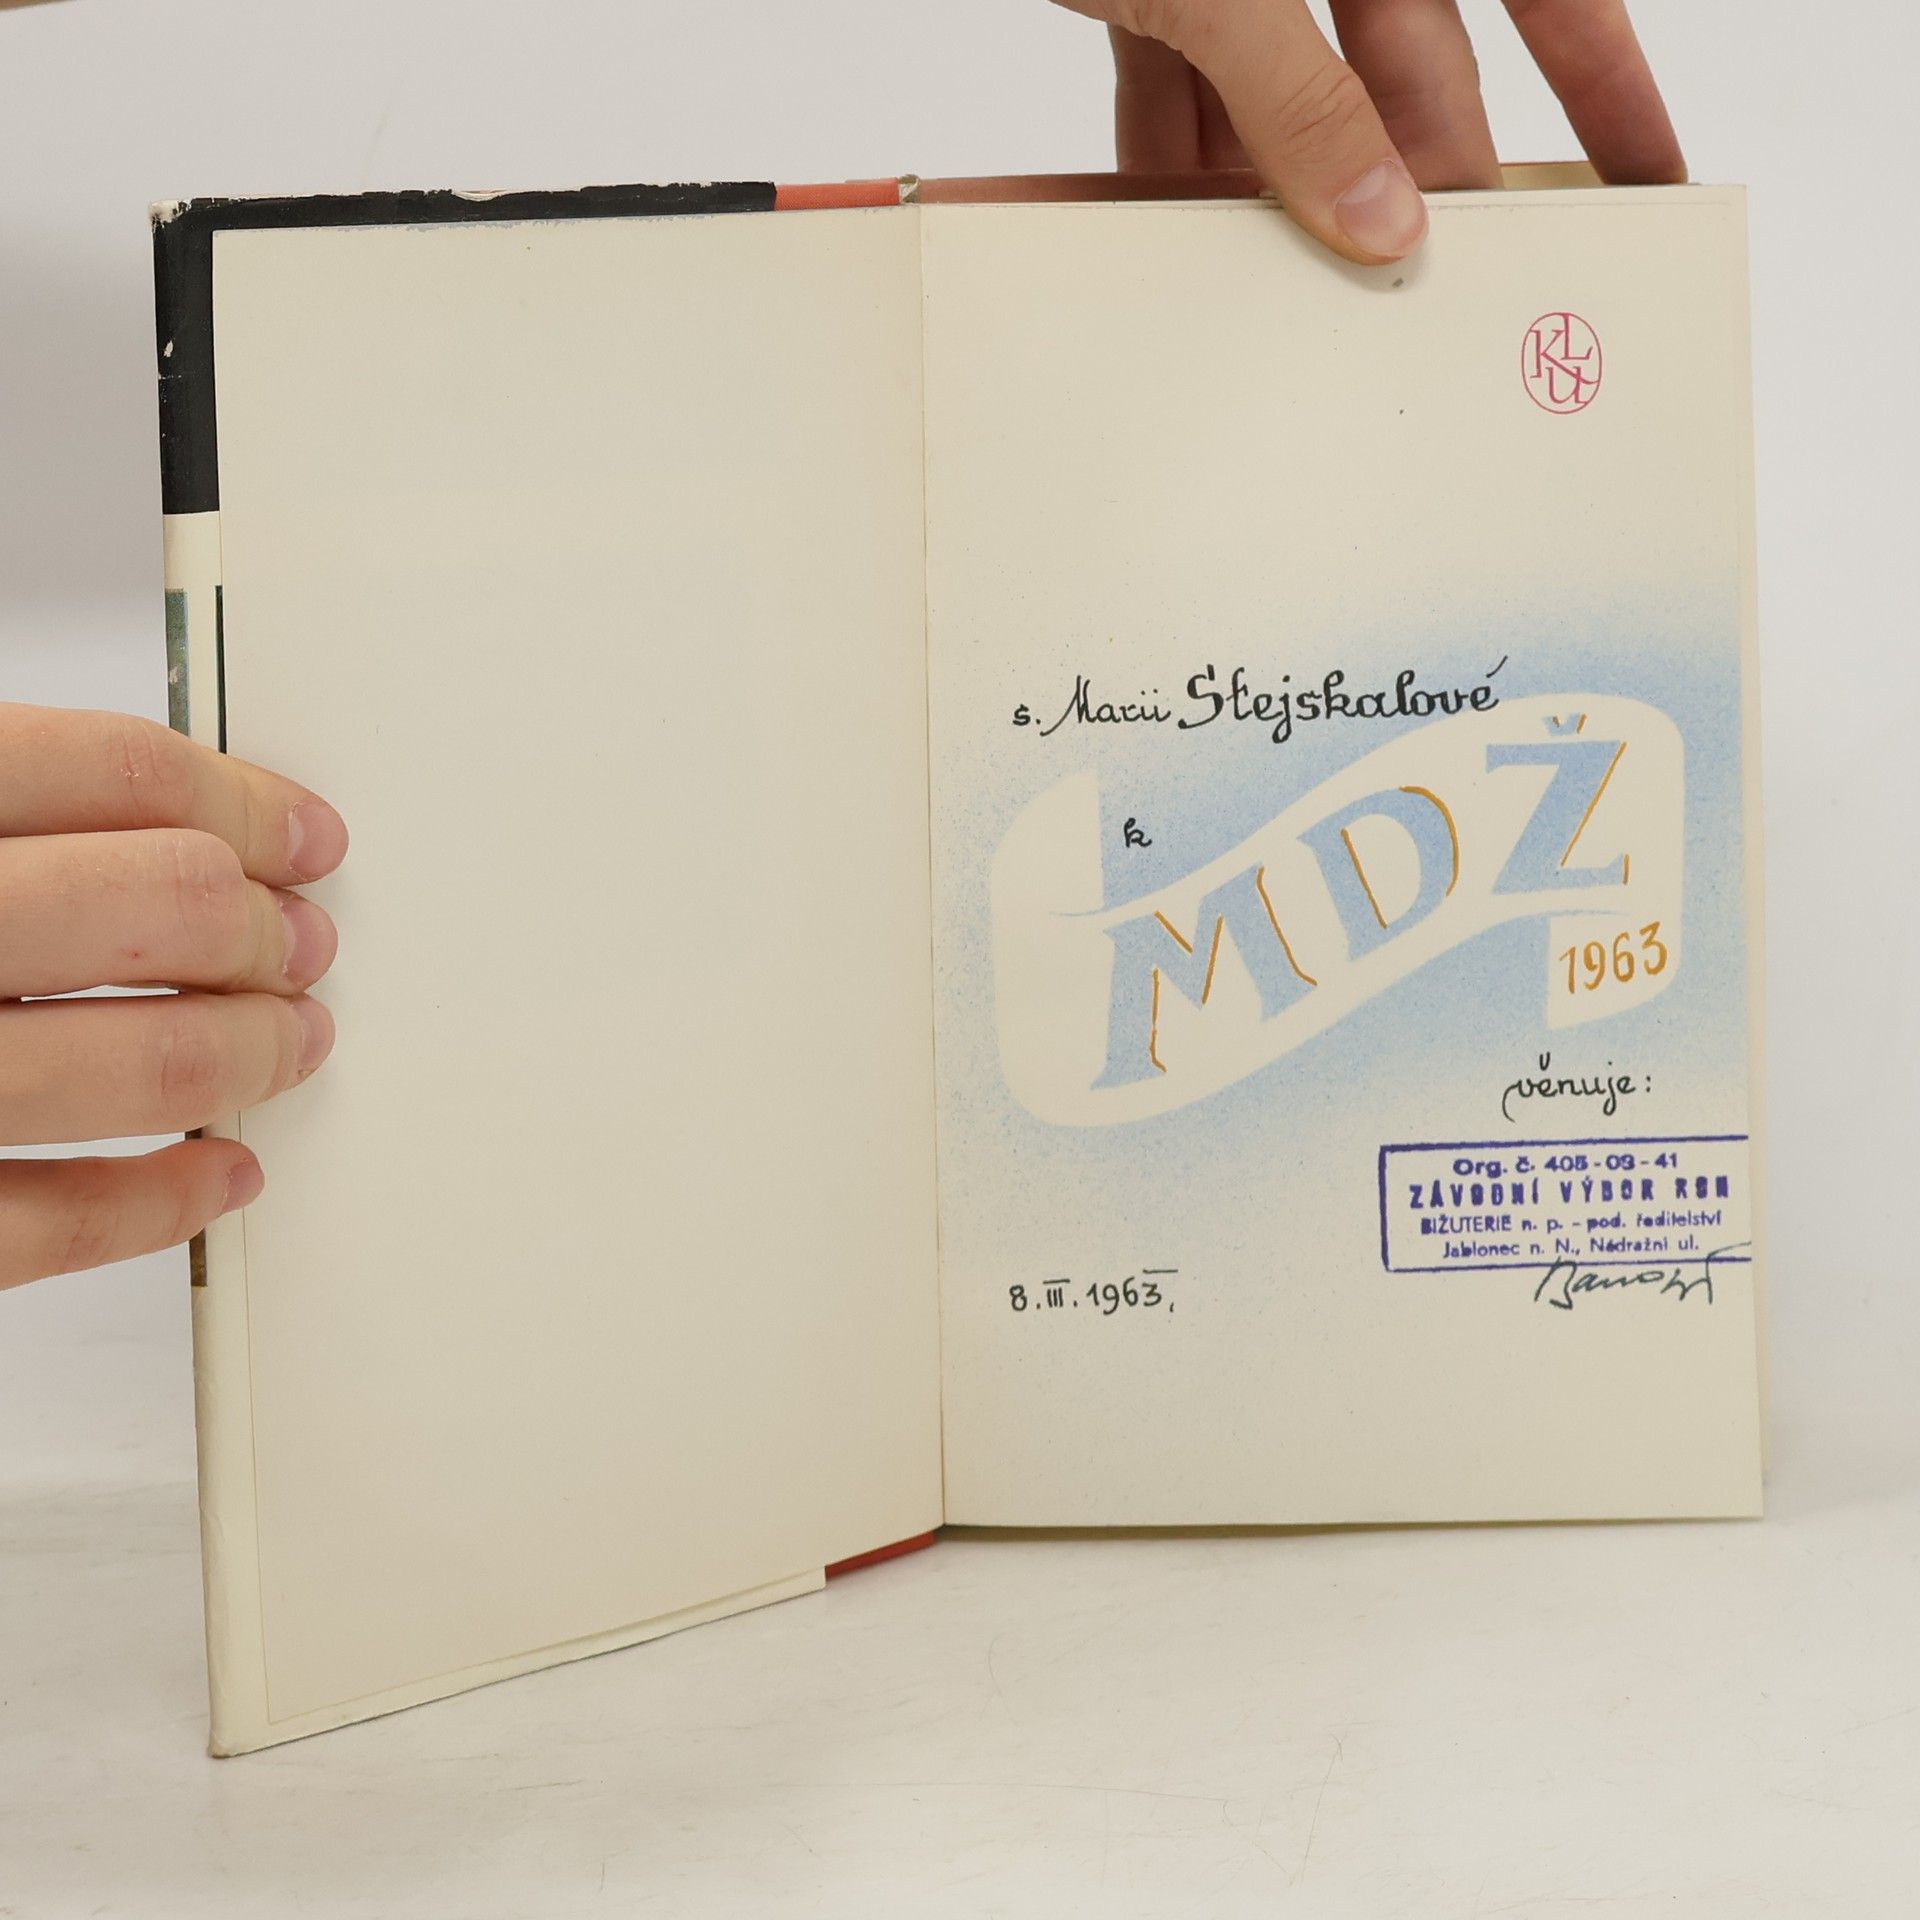 KLU
s. Marii Stejskalové
k
MDŽ
1963
věnuje:
Org. č. 405-03-41
ZÁVODNÍ VÝBOR ROH
BIŽUTERIE n. p. - pod. ředitelství
Jablonec n. N., Nádražní ul.
8. III. 1963.